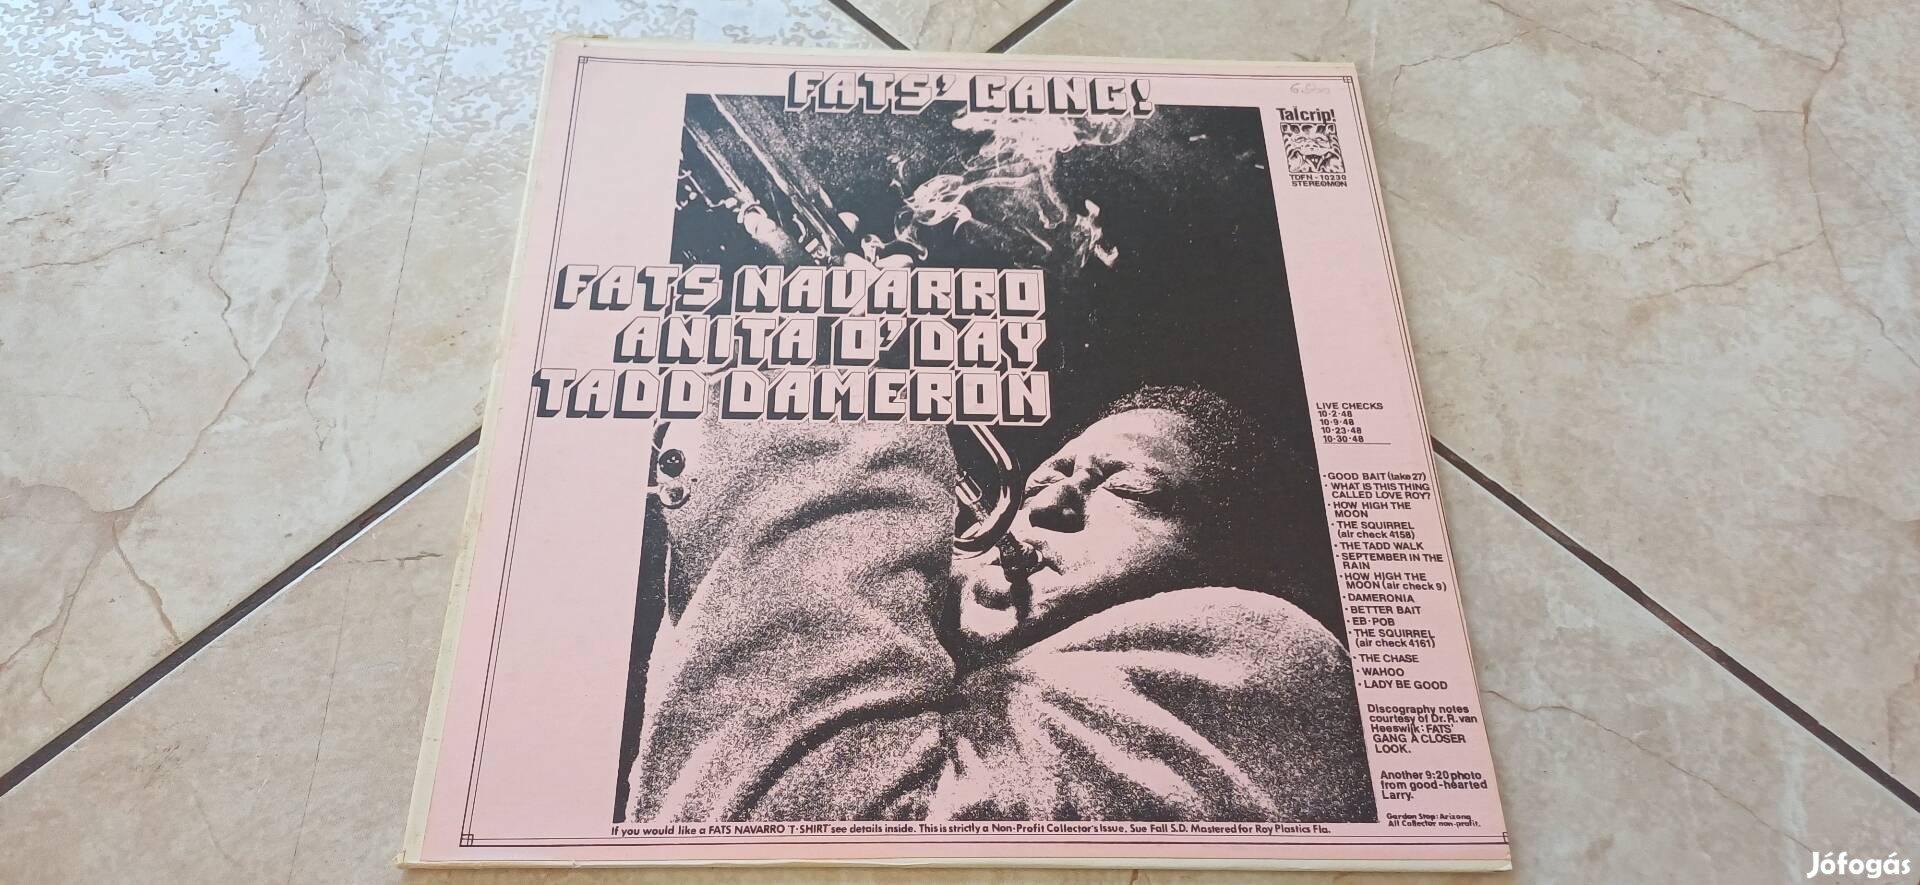 FATS' GANG!
Talcrip!
TDFN - 10230
STEREOMON
FATS NAVARRO
ANITA O'DAY
TADD DAMERON
LIVE CHECKS
10·2·48
10·9·48
10·23·48
10·30·48
• GOOD BAIT (take 27)
• WHAT IS THIS THING
CALLED LOVE ROY?
• HOW HIGH THE
MOON
• THE SQUIRREL
(air check 4158)
• THE TADD WALK
• SEPTEMBER IN THE
RAIN
• HOW HIGH THE
MOON (air check 9)
• DAMERONIA
• BETTER BAIT
• EB·POB
• THE SQUIRREL
(air check 4161)
• THE CHASE
• WAHOO
• LADY BE GOOD
Discography notes
courtesy of Dr. R. van
Heeswijk: FATS'
GANG A CLOSER
LOOK.
Another 9:20 photo
from good-hearted
Larry.
Gordon Stop: Arizona
All Collector non-profit.
If you would like a FATS NAVARRO 'T·SHIRT' see details inside. This is strictly a Non-Profit Collector's Issue. Sue Fall S.D. Mastered for Roy Plastics Fla.
Jófogás